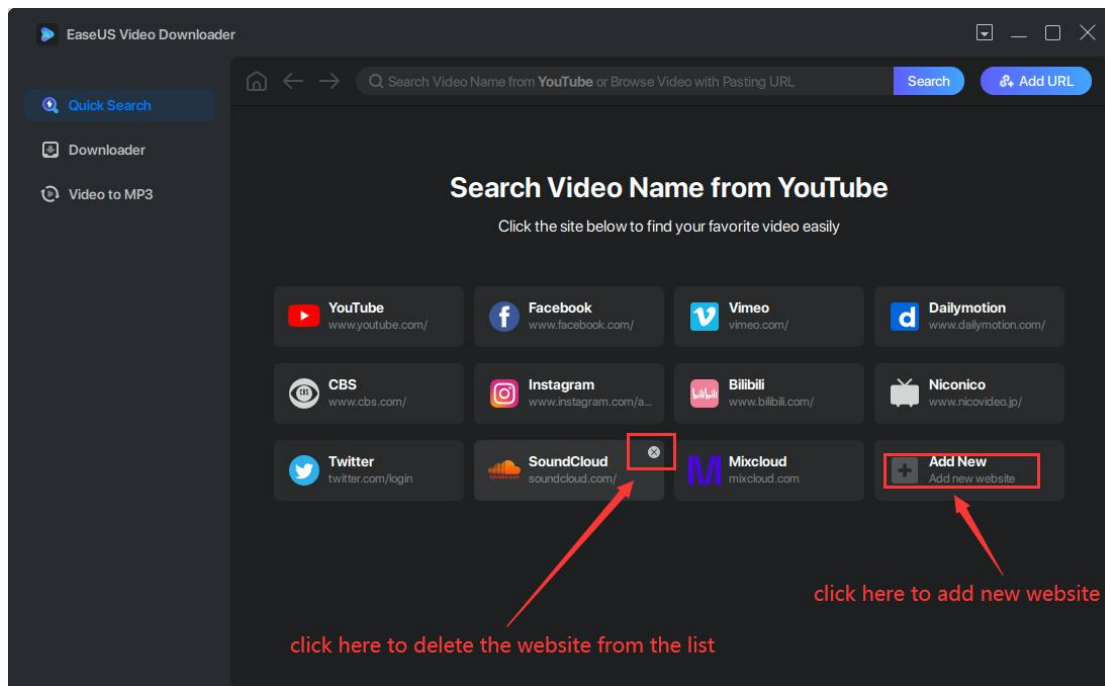 EaseUS Video Downloader
Search Video Name from YouTube or Browse Video with Pasting URL
Search
Add URL
Quick Search
Downloader
Video to MP3
Search Video Name from YouTube
Click the site below to find your favorite video easily
YouTube
www.youtube.com/
Facebook
www.facebook.com/
Vimeo
vimeo.com/
Dailymotion
www.dailymotion.com/
CBS
www.cbs.com/
Instagram
www.instagram.com/a...
Bilibili
www.bilibili.com/
Niconico
www.nicovideo.jp/
Twitter
twitter.com/login
SoundCloud
soundcloud.com/
Mixcloud
mixcloud.com
Add New
Add new website
click here to add new website
click here to delete the website from the list